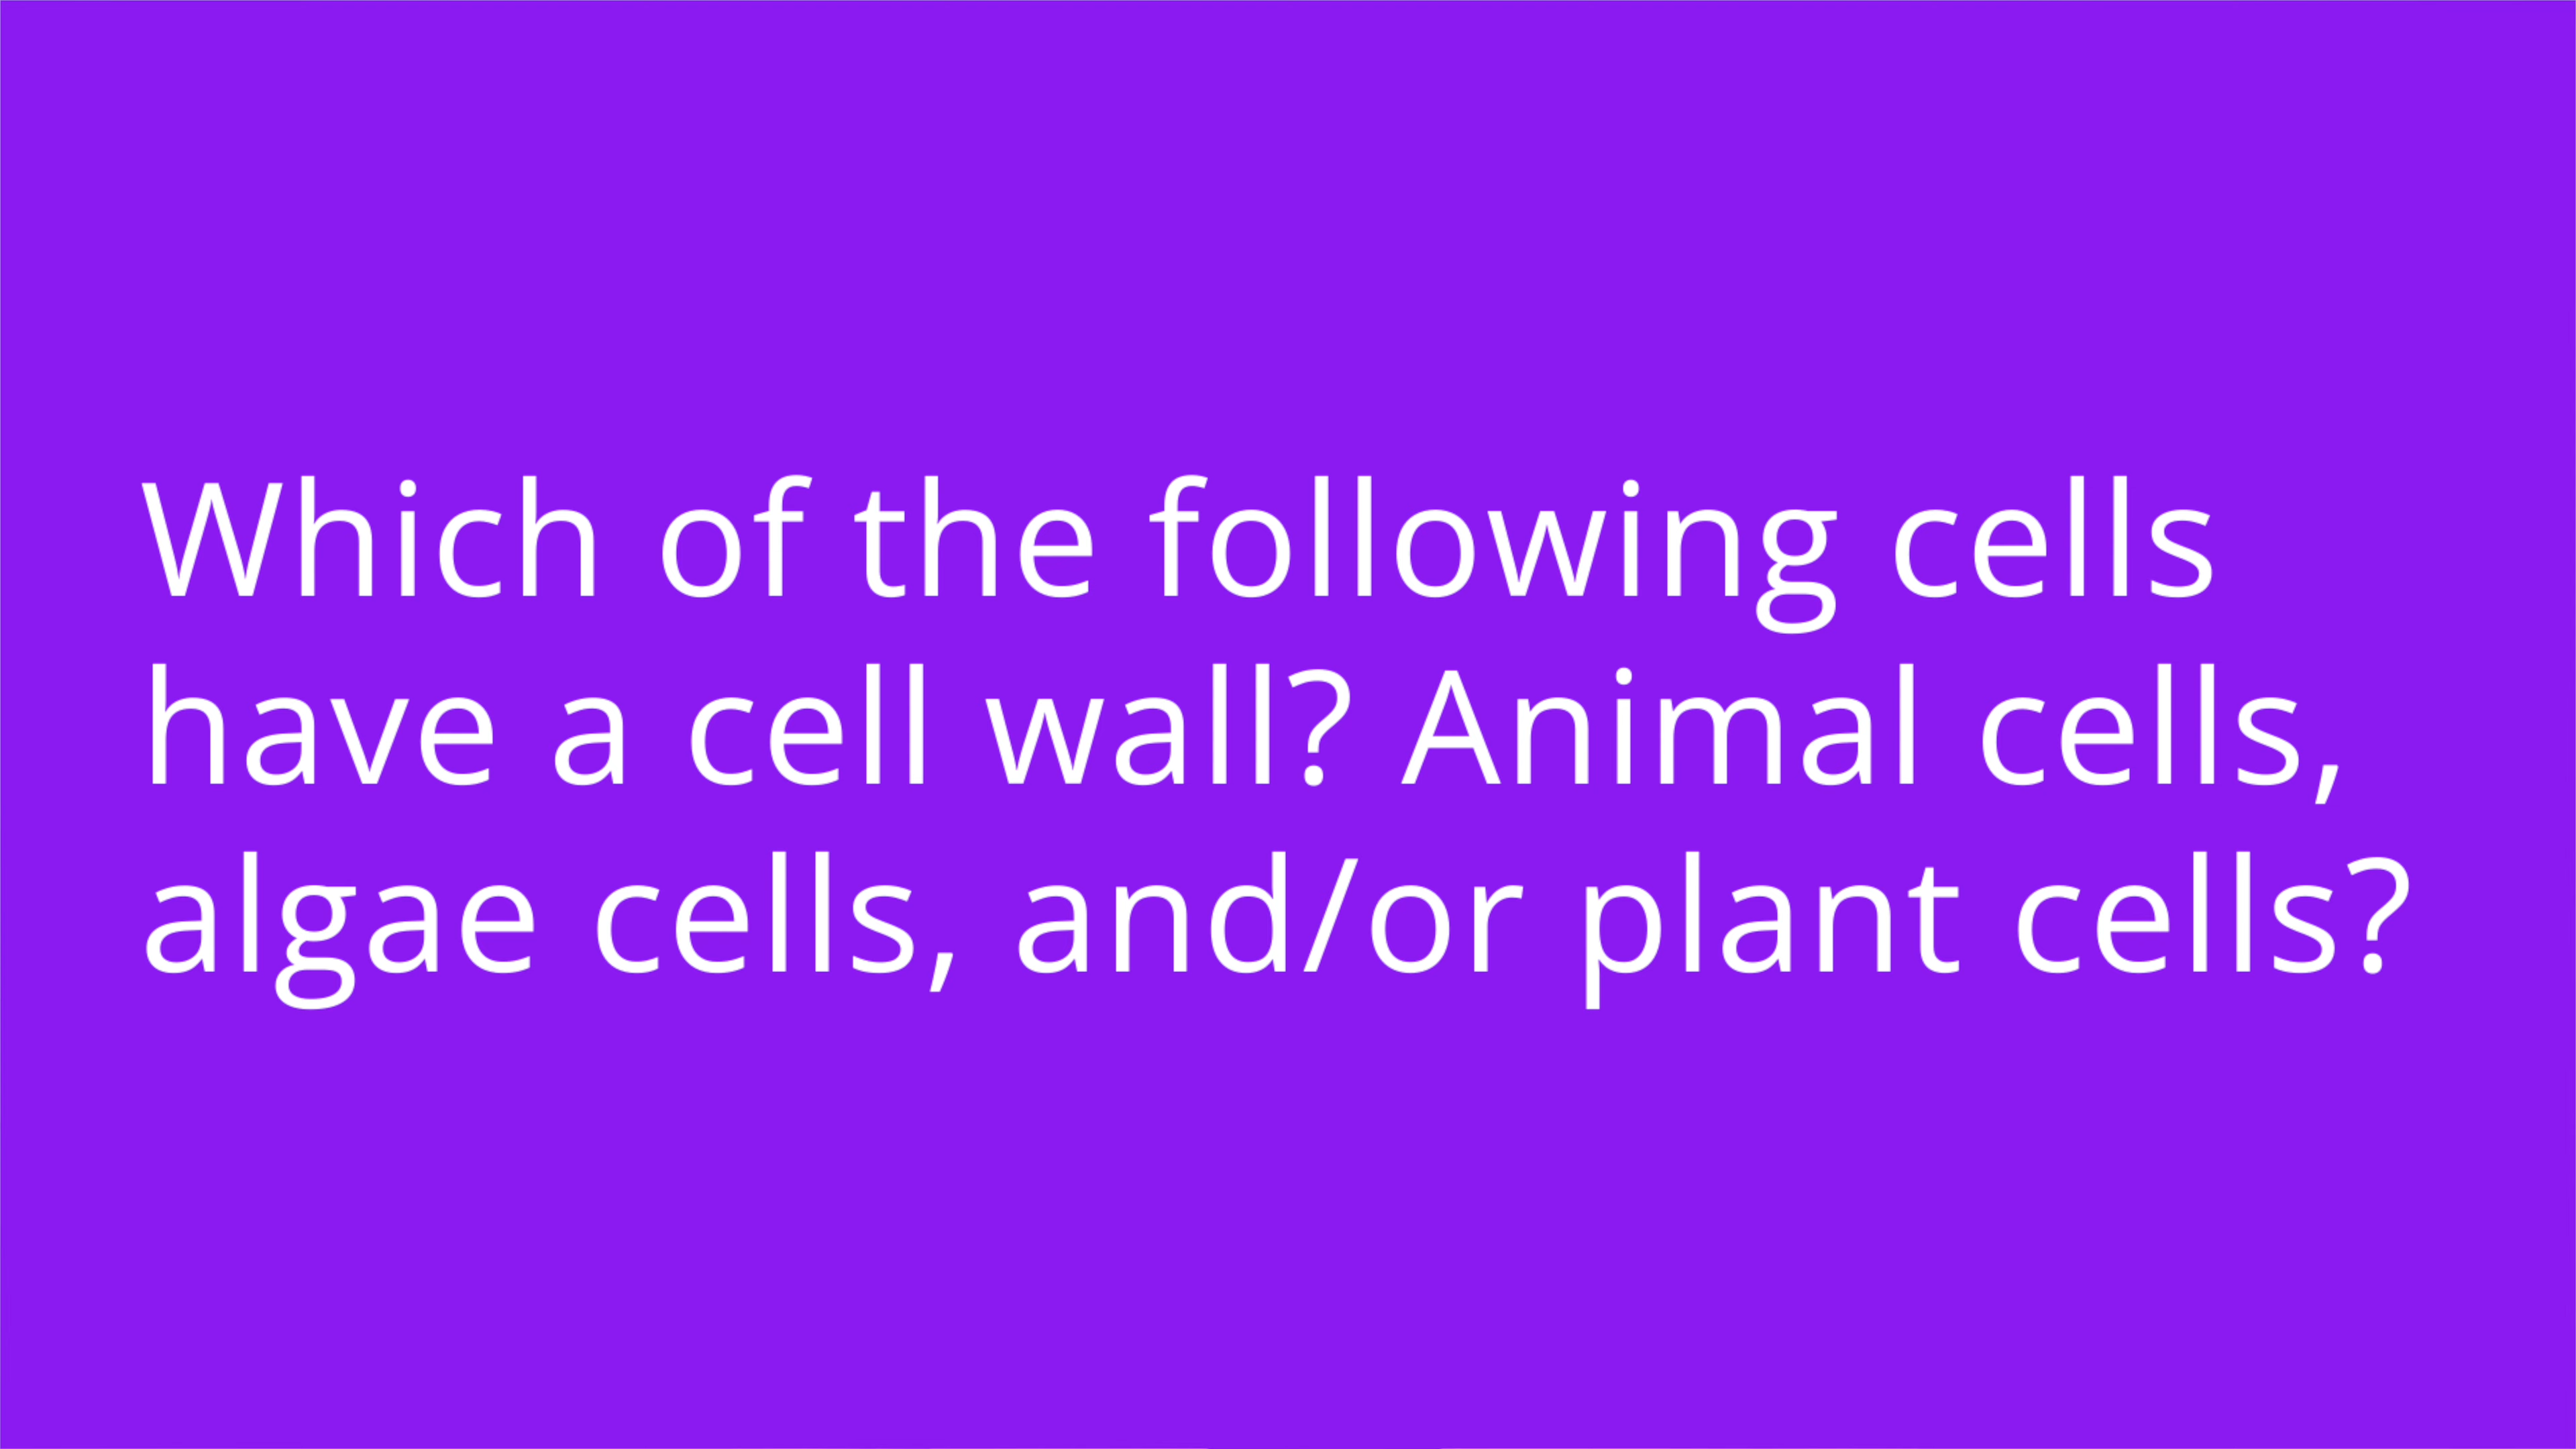 Which of the following cells
have a cell wall? Animal cells,
algae cells, and/or plant cells?